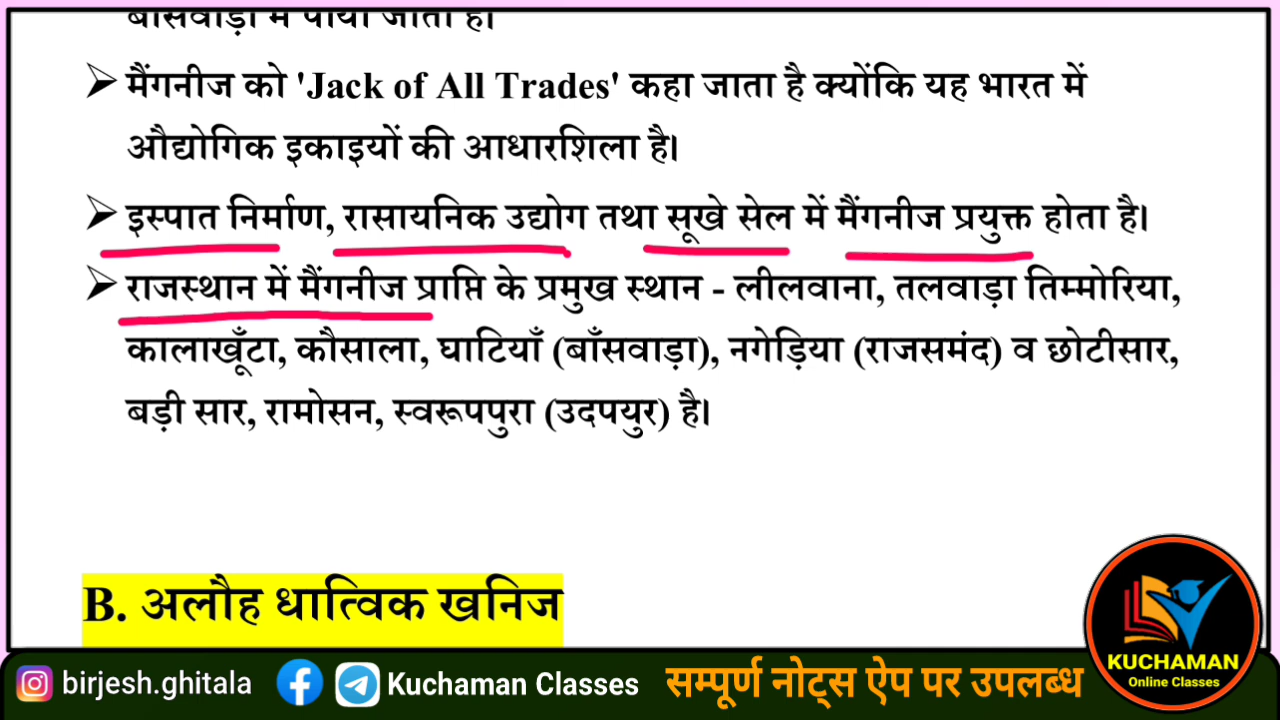 बाँसवाड़ा में पाया जाता है।
मैंगनीज को 'Jack of All Trades' कहा जाता है क्योंकि यह भारत में
औद्योगिक इकाइयों की आधारशिला है।
इस्पात निर्माण, रासायनिक उद्योग तथा सूखे सेल में मैंगनीज प्रयुक्त होता है।
राजस्थान में मैंगनीज प्राप्ति के प्रमुख स्थान - लीलवाना, तलवाड़ा तिम्मोरिया,
कालाखूँटा, कौसाला, घाटियाँ (बाँसवाड़ा), नगेड़िया (राजसमंद) व छोटीसार,
बड़ी सार, रामोसन, स्वरूपपुरा (उदपयुर) है।
B. अलौह धात्विक खनिज
KUCHAMAN
Online Classes
birjesh.ghitala
Kuchaman Classes
सम्पूर्ण नोट्स ऐप पर उपलब्ध